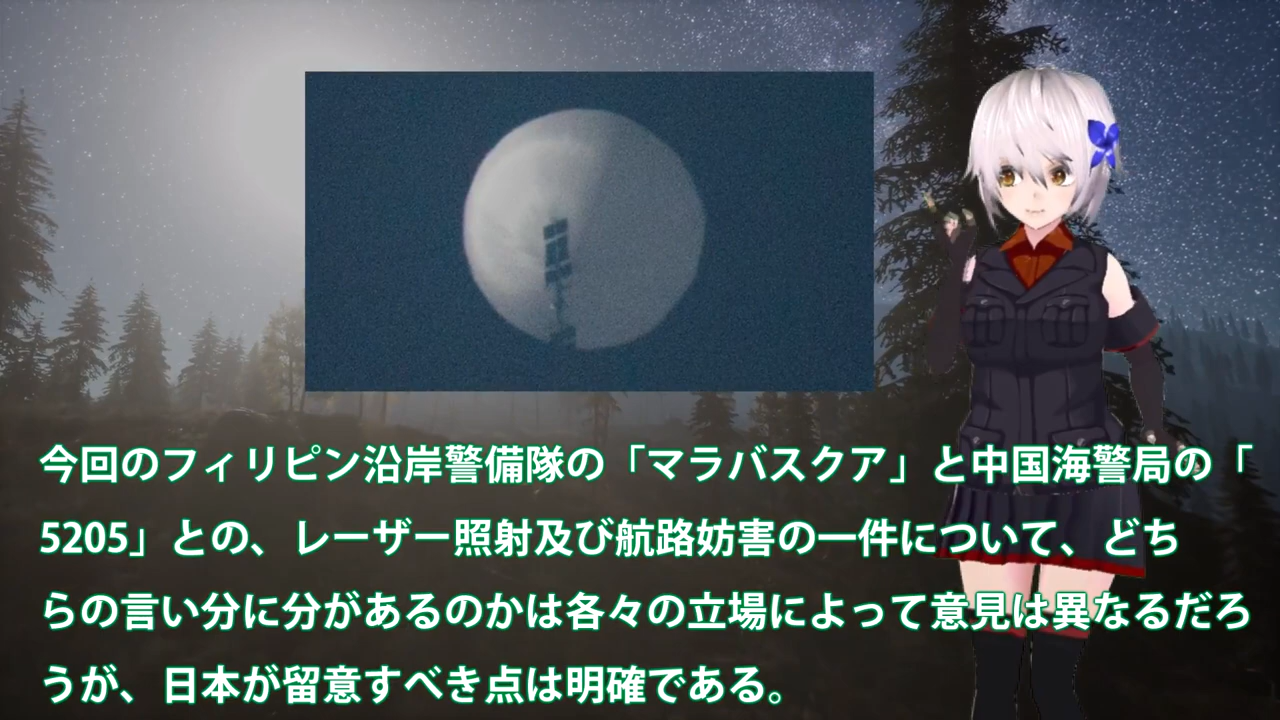 今回のフィリピン沿岸警備隊の「マラバスクア」と中国海警局の「
5205」との、レーザー照射及び航路妨害の一件について、どち
らの言い分に分があるのかは各々の立場によって意見は異なるだろ
うが、日本が留意すべき点は明確である。